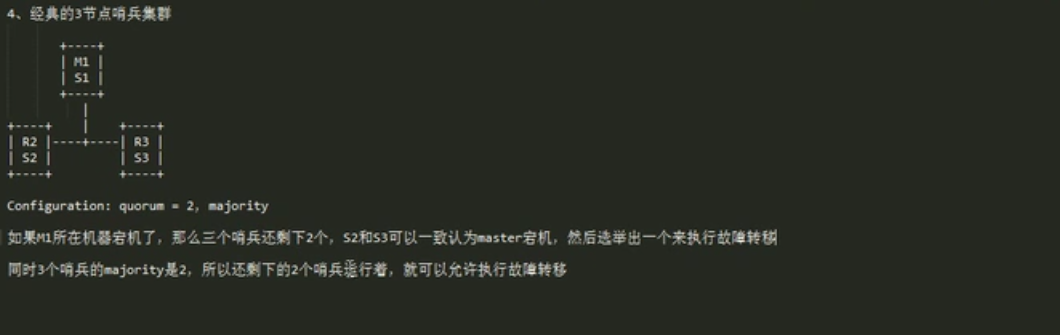 4、经典的3节点哨兵集群
+----+
| M1 |
| S1 |
+----+
|
+----+ | +----+
| R2 |----+----| R3 |
| S2 | | S3 |
+----+ +----+
Configuration: quorum = 2, majority
如果M1所在机器宕机了，那么三个哨兵还剩下2个，S2和S3可以一致认为master宕机，然后选举出一个来执行故障转移
同时3个哨兵的majority是2，所以还剩下的2个哨兵运行着，就可以允许执行故障转移